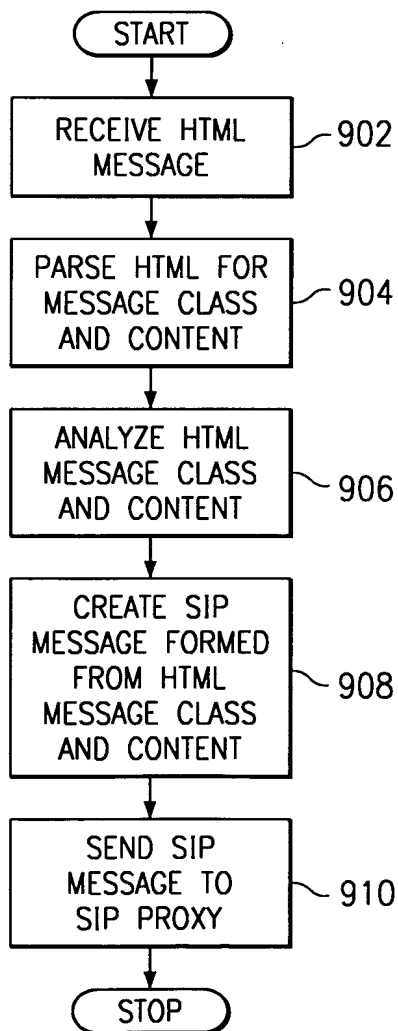 START
RECEIVE HTML
MESSAGE
902
PARSE HTML FOR
MESSAGE CLASS
AND CONTENT
904
ANALYZE HTML
MESSAGE CLASS
AND CONTENT
906
CREATE SIP
MESSAGE FORMED
FROM HTML
MESSAGE CLASS
AND CONTENT
908
SEND SIP
MESSAGE TO
SIP PROXY
910
STOP